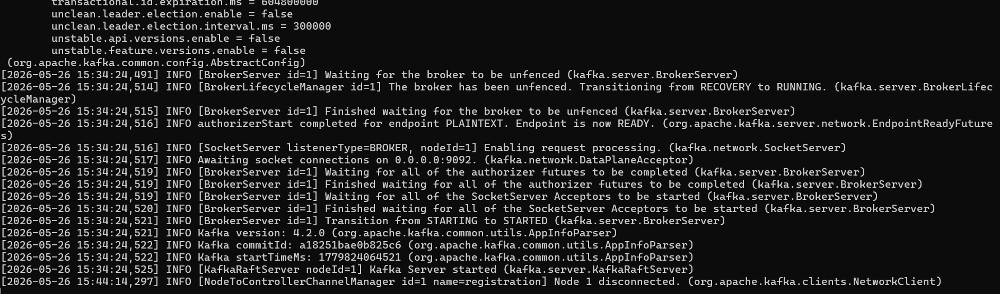 transactional.id.expiration.ms = 604800000
unclean.leader.election.enable = false
unclean.leader.election.interval.ms = 300000
unstable.api.versions.enable = false
unstable.feature.versions.enable = false
(org.apache.kafka.common.config.AbstractConfig)
[2026-05-26 15:34:24,491] INFO [BrokerServer id=1] Waiting for the broker to be unfenced (kafka.server.BrokerServer)
[2026-05-26 15:34:24,514] INFO [BrokerLifecycleManager id=1] The broker has been unfenced. Transitioning from RECOVERY to RUNNING. (kafka.server.BrokerLifec
ycleManager)
[2026-05-26 15:34:24,515] INFO [BrokerServer id=1] Finished waiting for the broker to be unfenced (kafka.server.BrokerServer)
[2026-05-26 15:34:24,516] INFO authorizerStart completed for endpoint PLAINTEXT. Endpoint is now READY. (org.apache.kafka.server.network.EndpointReadyFuture
s)
[2026-05-26 15:34:24,516] INFO [SocketServer listenerType=BROKER, nodeId=1] Enabling request processing. (kafka.network.SocketServer)
[2026-05-26 15:34:24,517] INFO Awaiting socket connections on 0.0.0.0:9092. (kafka.network.DataPlaneAcceptor)
[2026-05-26 15:34:24,519] INFO [BrokerServer id=1] Waiting for all of the authorizer futures to be completed (kafka.server.BrokerServer)
[2026-05-26 15:34:24,519] INFO [BrokerServer id=1] Finished waiting for all of the authorizer futures to be completed (kafka.server.BrokerServer)
[2026-05-26 15:34:24,519] INFO [BrokerServer id=1] Waiting for all of the SocketServer Acceptors to be started (kafka.server.BrokerServer)
[2026-05-26 15:34:24,520] INFO [BrokerServer id=1] Finished waiting for all of the SocketServer Acceptors to be started (kafka.server.BrokerServer)
[2026-05-26 15:34:24,521] INFO [BrokerServer id=1] Transition from STARTING to STARTED (kafka.server.BrokerServer)
[2026-05-26 15:34:24,521] INFO Kafka version: 4.2.0 (org.apache.kafka.common.utils.AppInfoParser)
[2026-05-26 15:34:24,522] INFO Kafka commitId: a18251bae0b825c6 (org.apache.kafka.common.utils.AppInfoParser)
[2026-05-26 15:34:24,522] INFO Kafka startTimeMs: 1779824064521 (org.apache.kafka.common.utils.AppInfoParser)
[2026-05-26 15:34:24,525] INFO [KafkaRaftServer nodeId=1] Kafka Server started (kafka.server.KafkaRaftServer)
[2026-05-26 15:44:14,297] INFO [NodeToControllerChannelManager id=1 name=registration] Node 1 disconnected. (org.apache.kafka.clients.NetworkClient)